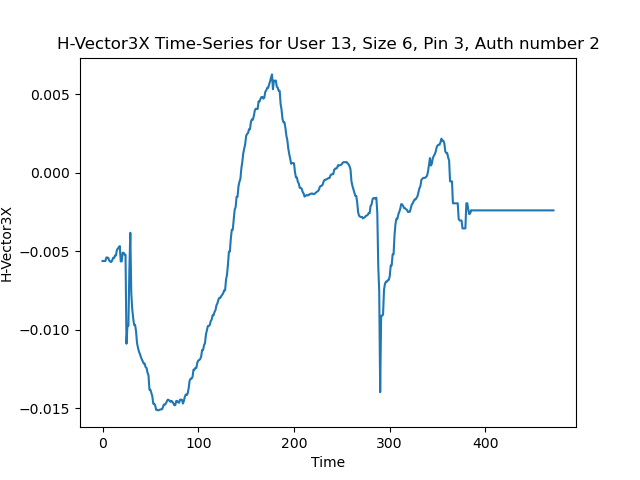 H-Vector3X Time-Series for User 13, Size 6, Pin 3, Auth number 2
0.005
0.000
−0.005
−0.010
−0.015
H-Vector3X
0 100 200 300 400
Time